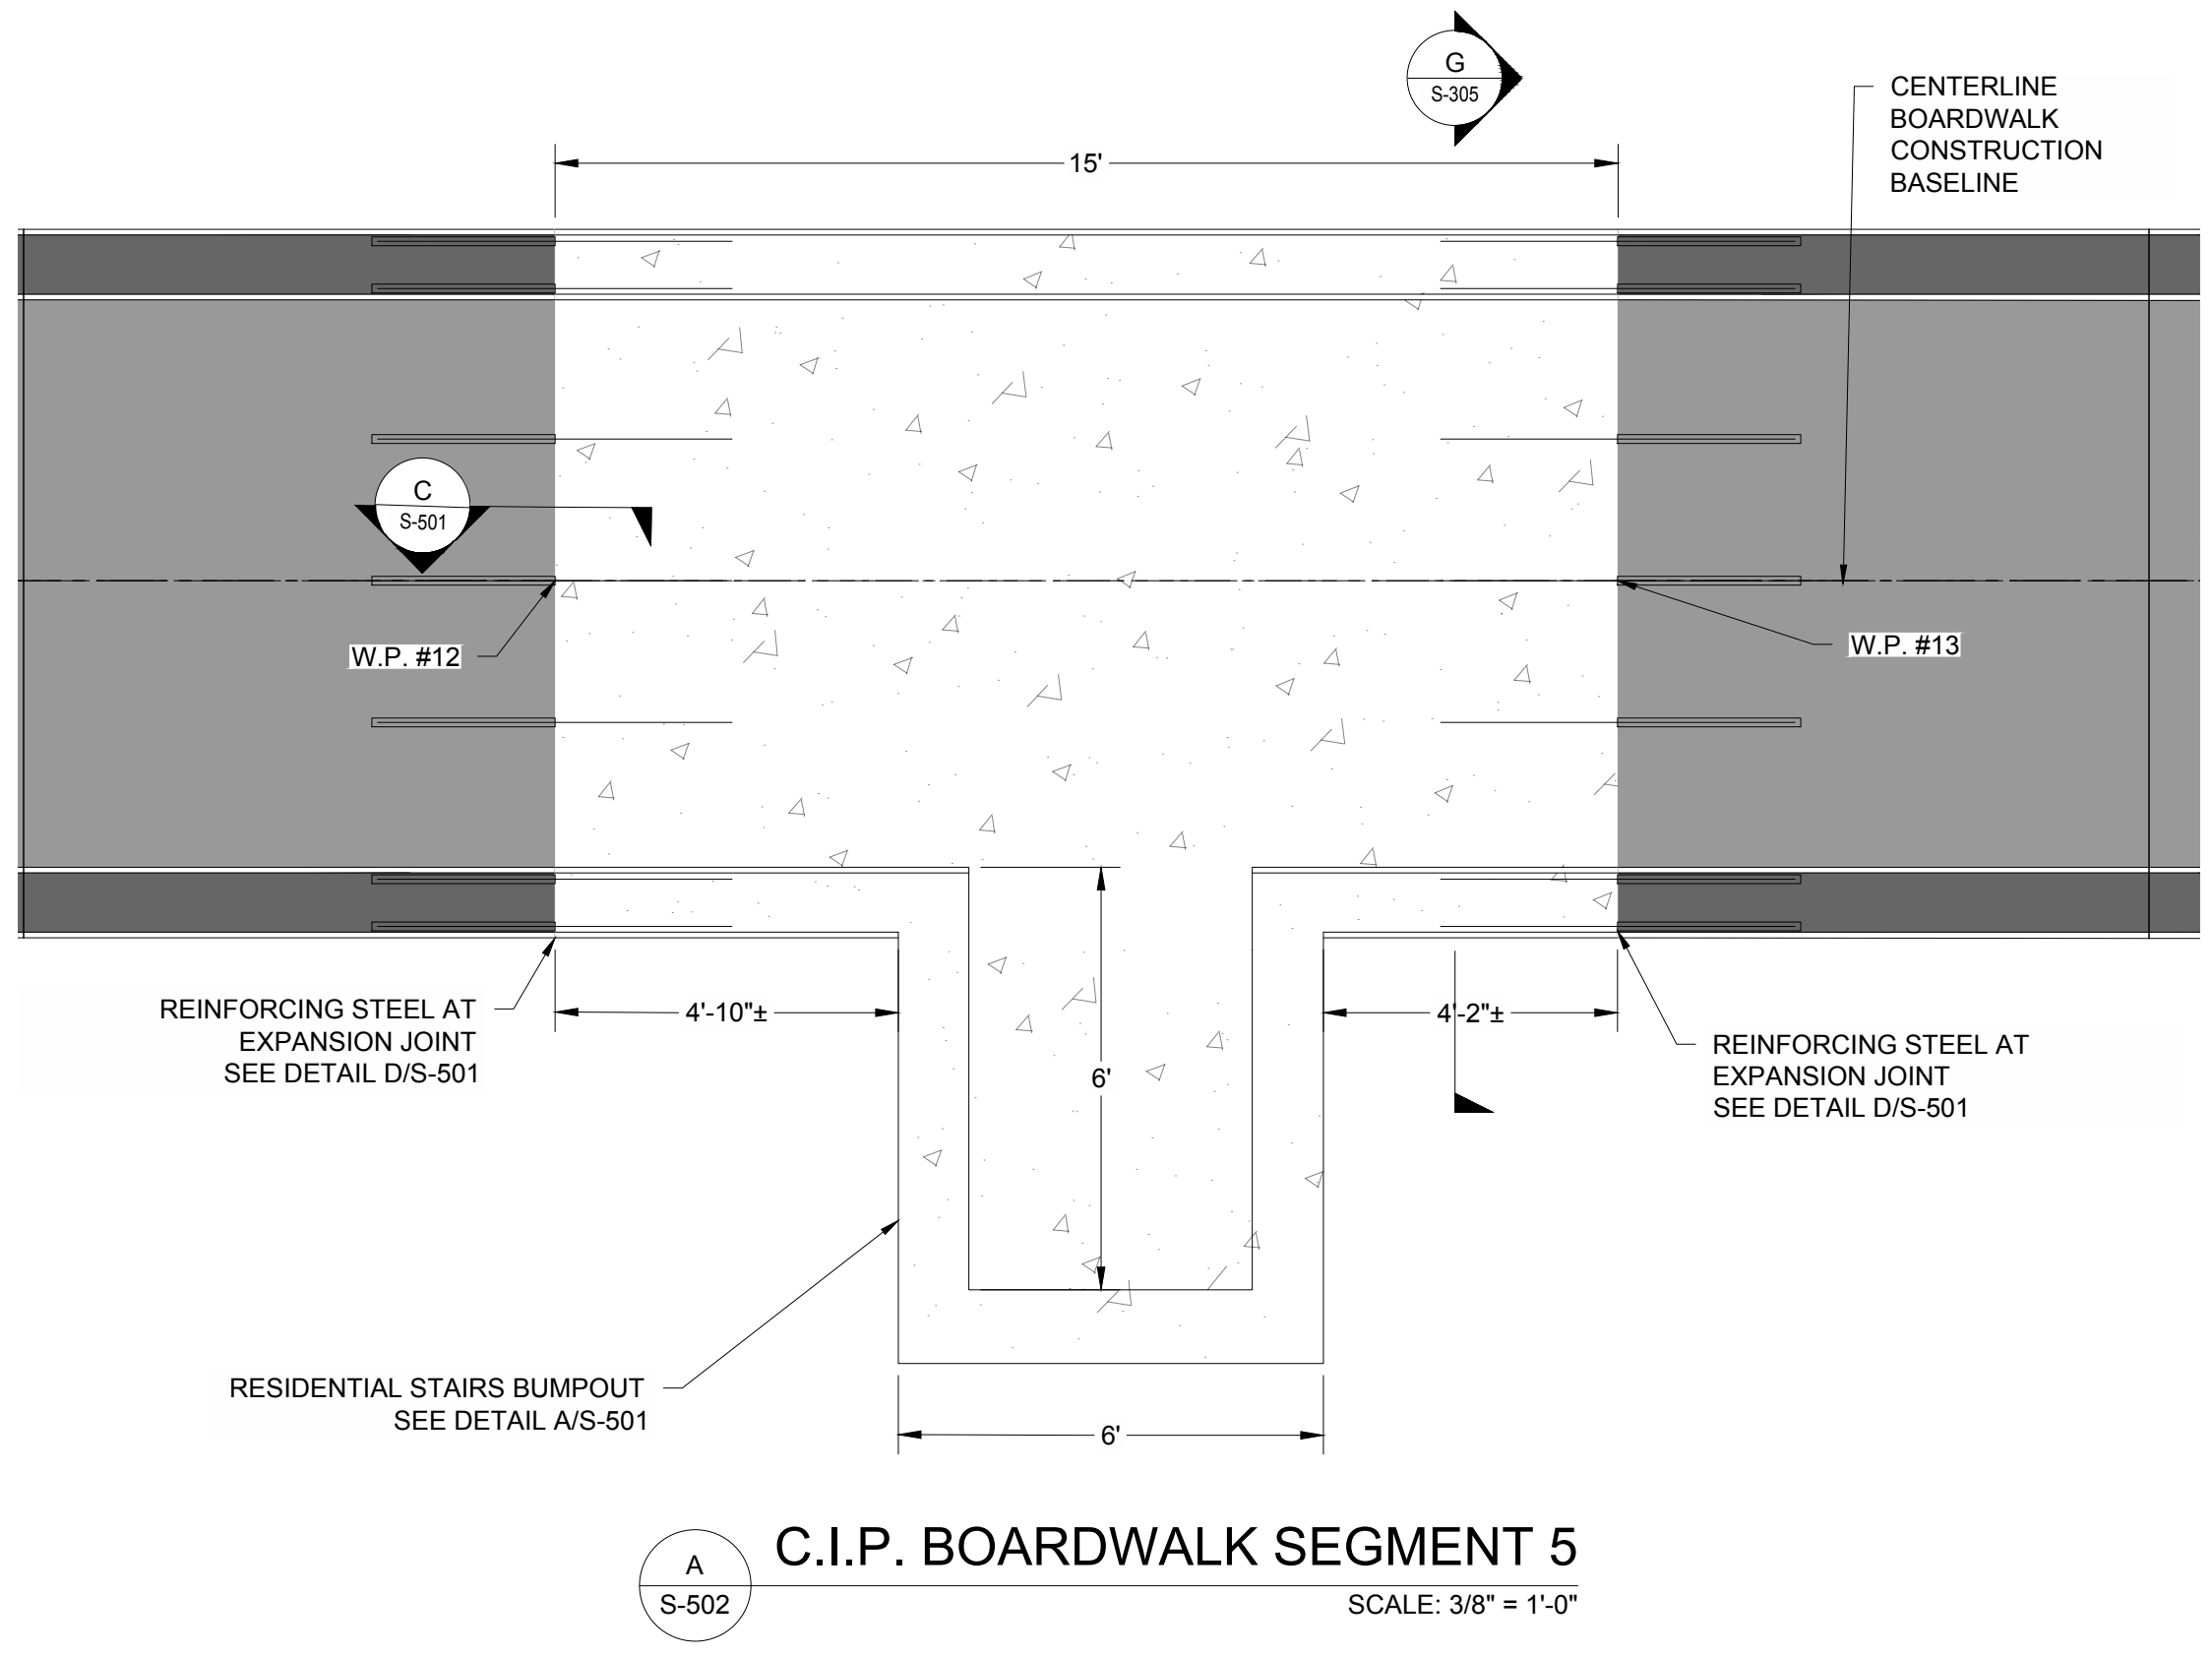 G
S-305
CENTERLINE
BOARDWALK
CONSTRUCTION
BASELINE
15'
C
S-501
W.P. #12
W.P. #13
REINFORCING STEEL AT
EXPANSION JOINT
SEE DETAIL D/S-501
4'-10"±
4'-2"±
REINFORCING STEEL AT
EXPANSION JOINT
SEE DETAIL D/S-501
6'
RESIDENTIAL STAIRS BUMPOUT
SEE DETAIL A/S-501
6'
A
S-502
C.I.P. BOARDWALK SEGMENT 5
SCALE: 3/8" = 1'-0"